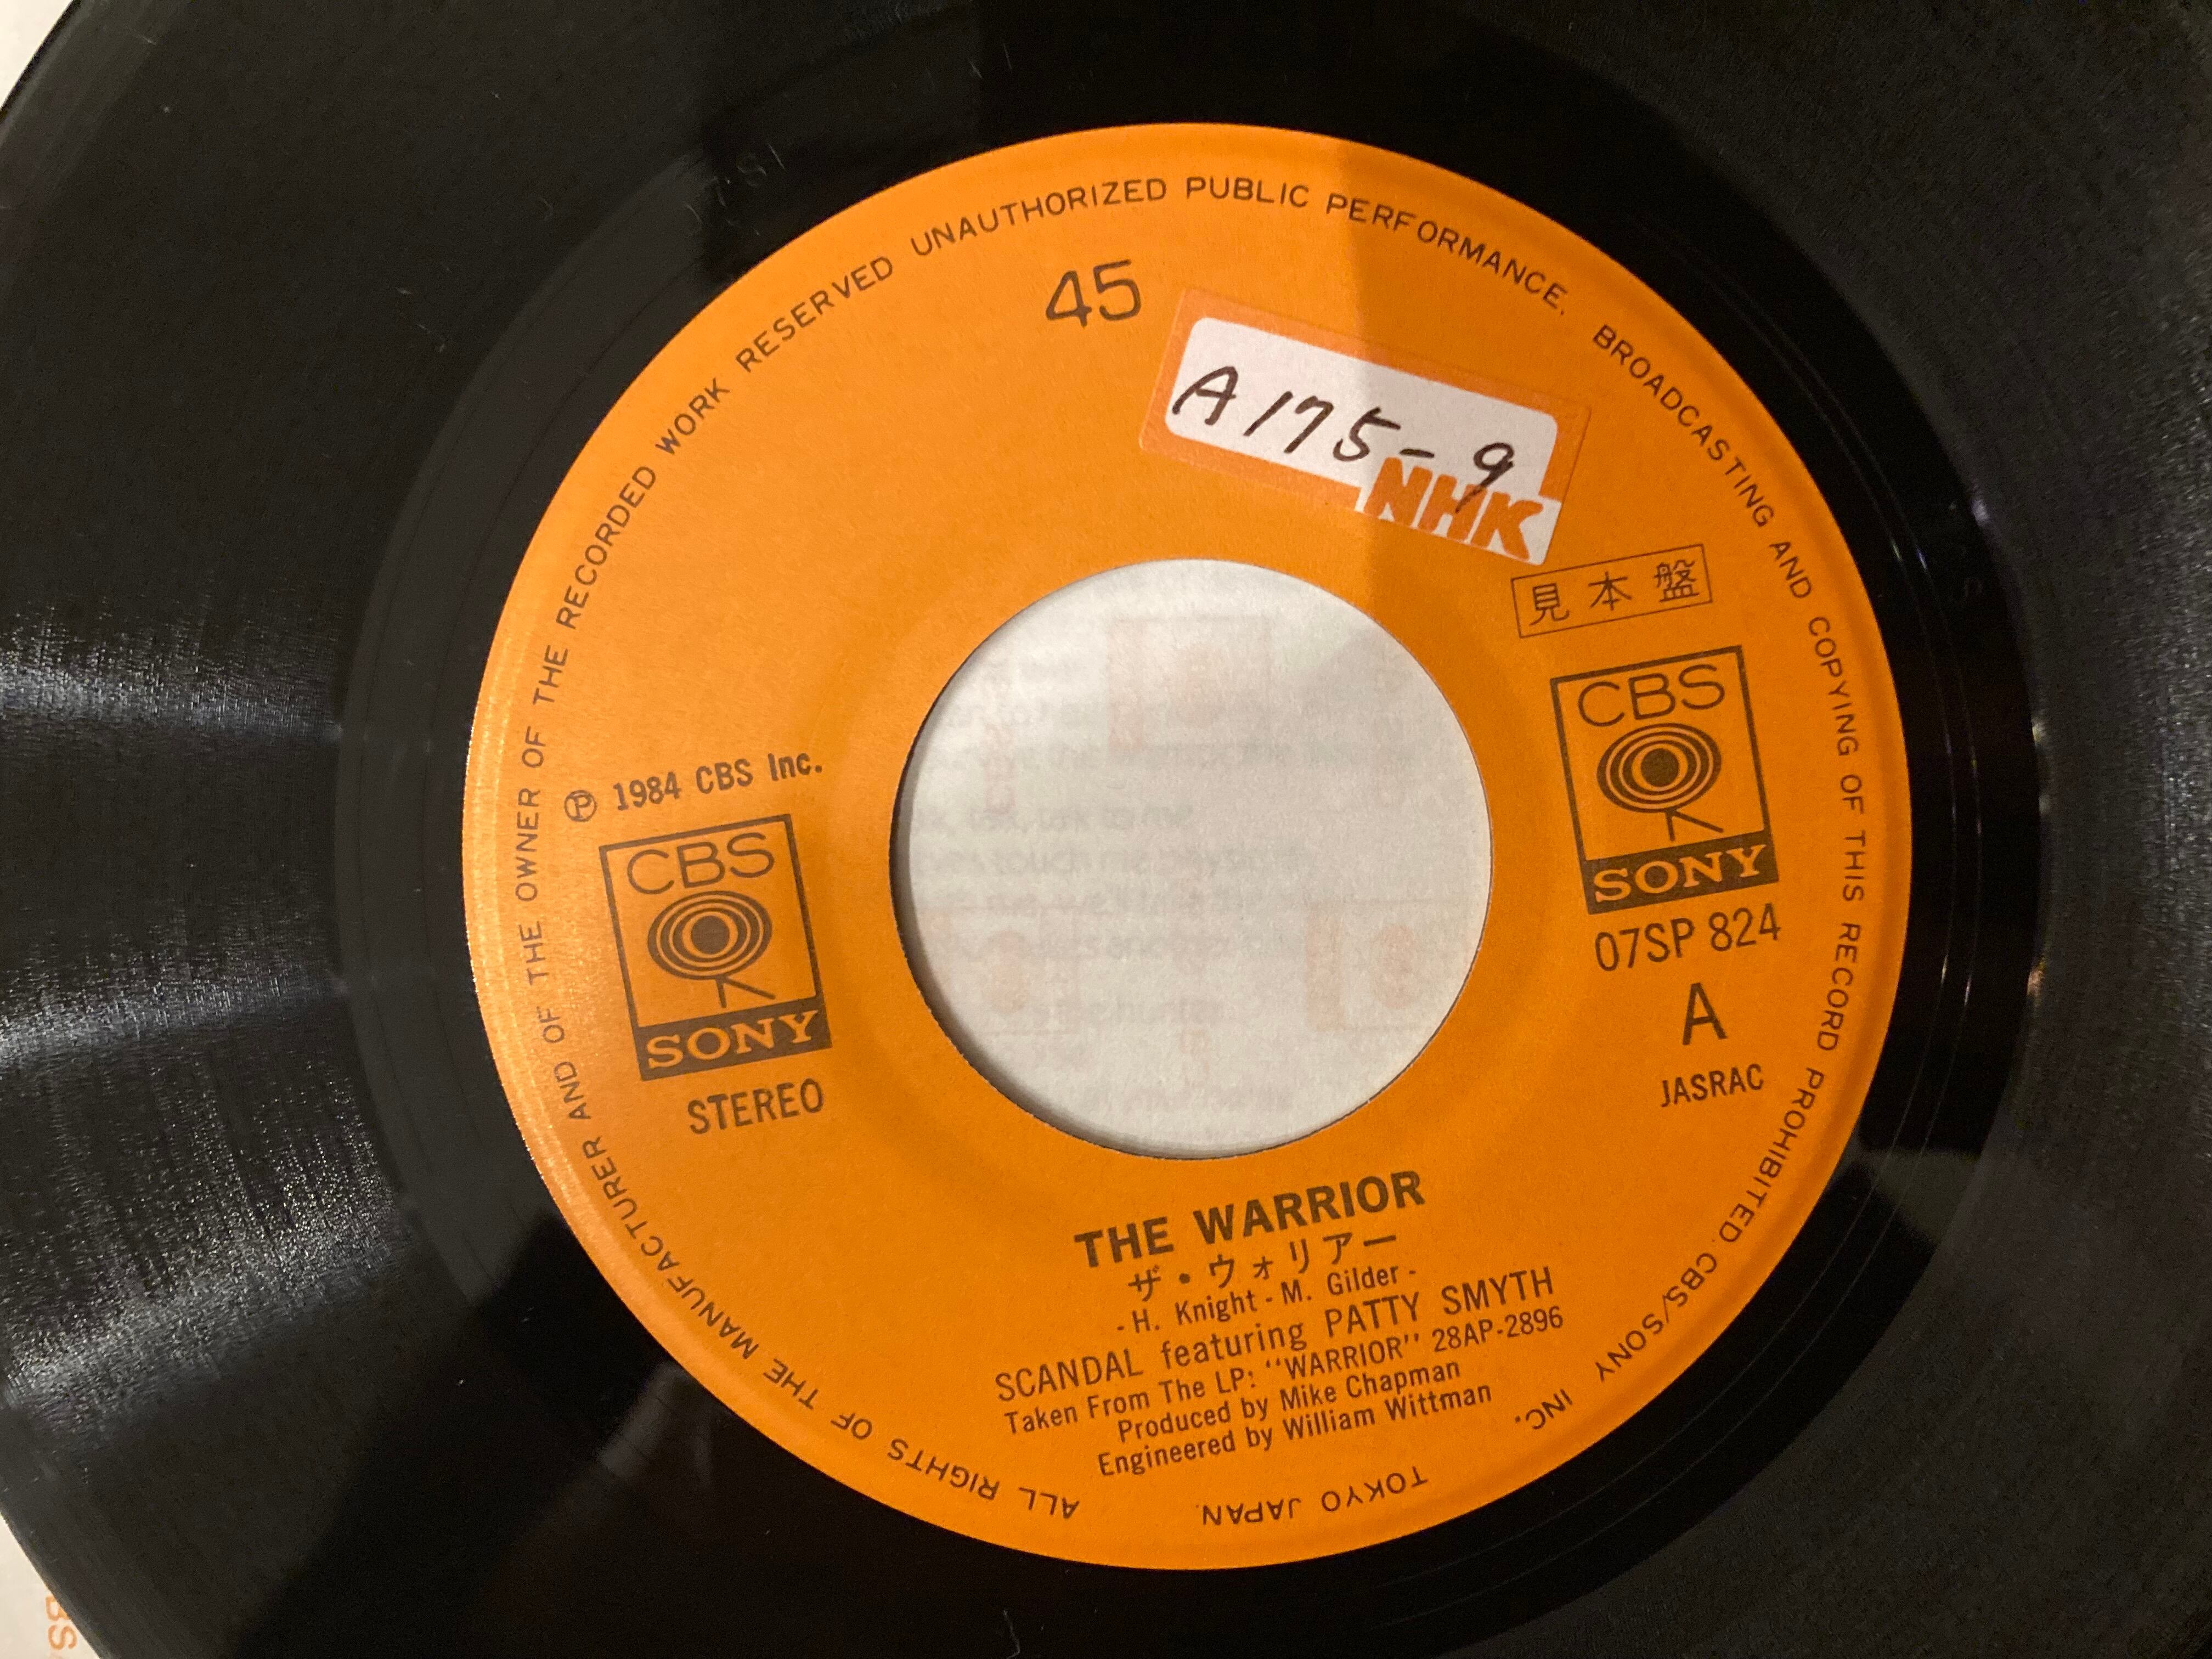 ALL RIGHTS OF THE MANUFACTURER AND OF THE OWNER OF THE RECORDED WORK RESERVED UNAUTHORIZED PUBLIC PERFORMANCE, BROADCASTING AND COPYING OF THIS RECORD PROHIBITED. CBS/SONY INC. TOKYO JAPAN.
45
A175-9
NHK
見本盤
CBS
SONY
07SP 824
A
JASRAC
Ⓟ 1984 CBS Inc.
CBS
SONY
STEREO
THE WARRIOR
ザ・ウォリアー
- H. Knight - M. Gilder -
SCANDAL featuring PATTY SMYTH
Taken From The LP: "WARRIOR" 28AP-2896
Produced by Mike Chapman
Engineered by William Wittman